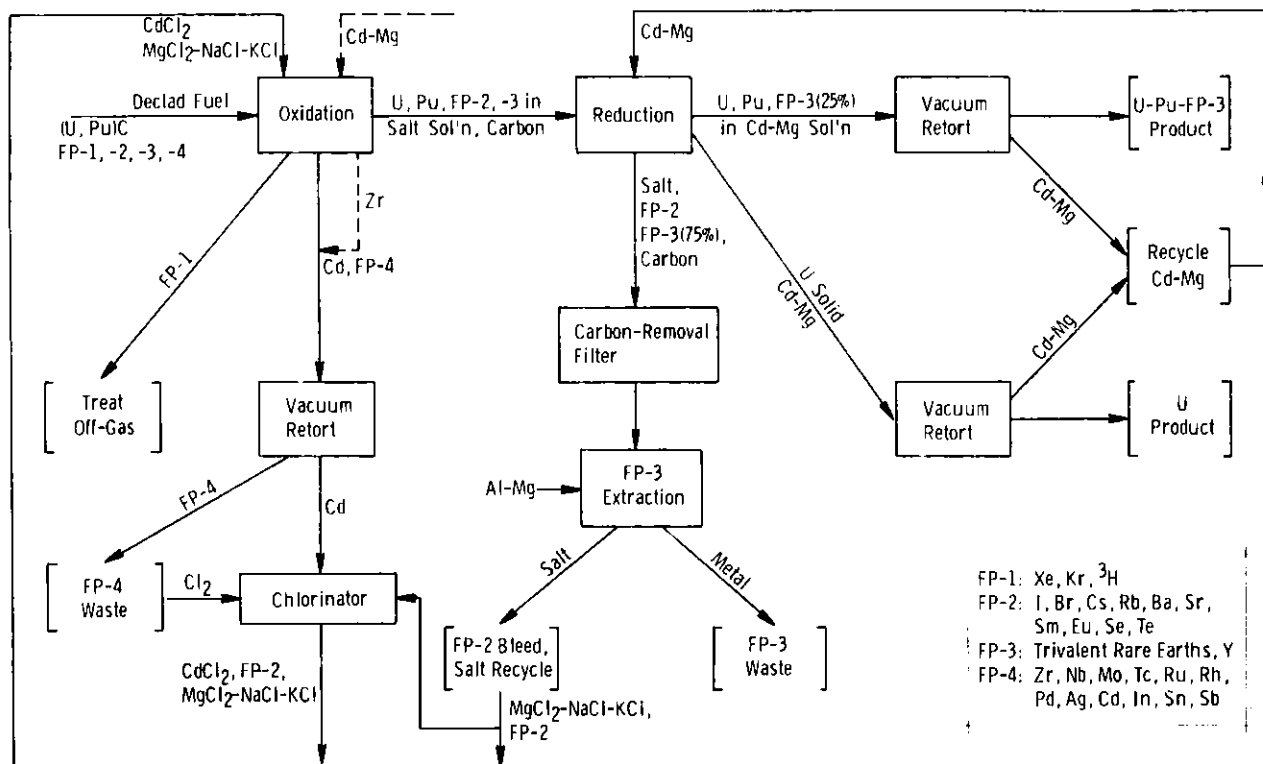 CdCl2
MgCl2-NaCl-KCl
Cd-Mg
Cd-Mg
Declad Fuel
(U, Pu)C
FP-1, -2, -3, -4
Oxidation
U, Pu, FP-2, -3 in
Salt Sol'n, Carbon
Reduction
U, Pu, FP-3(25%)
in Cd-Mg Sol'n
Vacuum
Retort
U-Pu-FP-3
Product
Zr
FP-1
Cd, FP-4
Salt,
FP-2
FP-3(75%),
Carbon
U Solid
Cd-Mg
Cd-Mg
Recycle
Cd-Mg
Cd-Mg
Carbon-Removal
Filter
Treat
Off-Gas
Vacuum
Retort
Vacuum
Retort
U
Product
FP-4
Cd
Al-Mg
FP-3
Extraction
FP-4
Waste
Cl2
Chlorinator
Salt
Metal
FP-2 Bleed,
Salt Recycle
FP-3
Waste
CdCl2, FP-2,
MgCl2-NaCl-KCl
MgCl2-NaCl-KCl,
FP-2
FP-1: Xe, Kr, 3H
FP-2: I, Br, Cs, Rb, Ba, Sr,
Sm, Eu, Se, Te
FP-3: Trivalent Rare Earths, Y
FP-4: Zr, Nb, Mo, Tc, Ru, Rh,
Pd, Ag, Cd, In, Sn, Sb